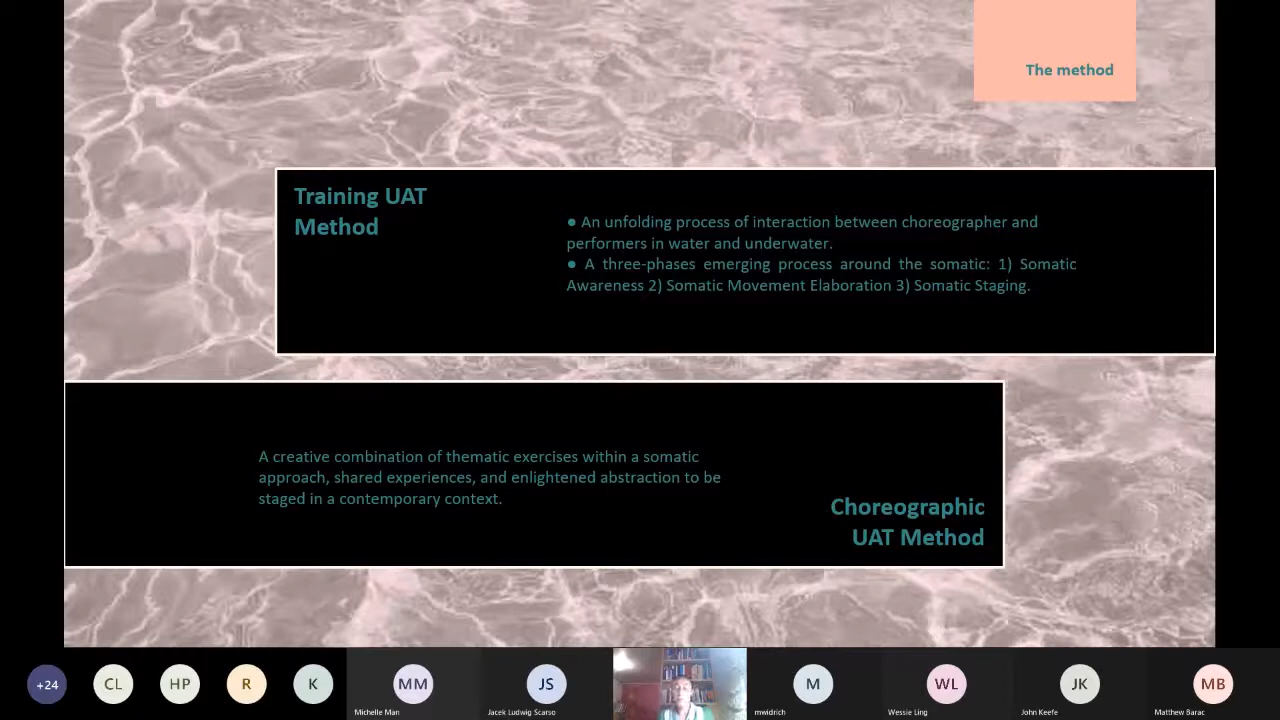 The method
Training UAT
Method
● An unfolding process of interaction between choreographer and
performers in water and underwater.
● A three-phases emerging process around the somatic: 1) Somatic
Awareness 2) Somatic Movement Elaboration 3) Somatic Staging.
A creative combination of thematic exercises within a somatic
approach, shared experiences, and enlightened abstraction to be
staged in a contemporary context.
Choreographic
UAT Method
+24
CL
HP
R
K
MM
JS
M
WL
JK
MB
Michelle Man
Jacek Ludwig Scarso
mwidrich
Wessie Ling
John Keefe
Matthew Barac